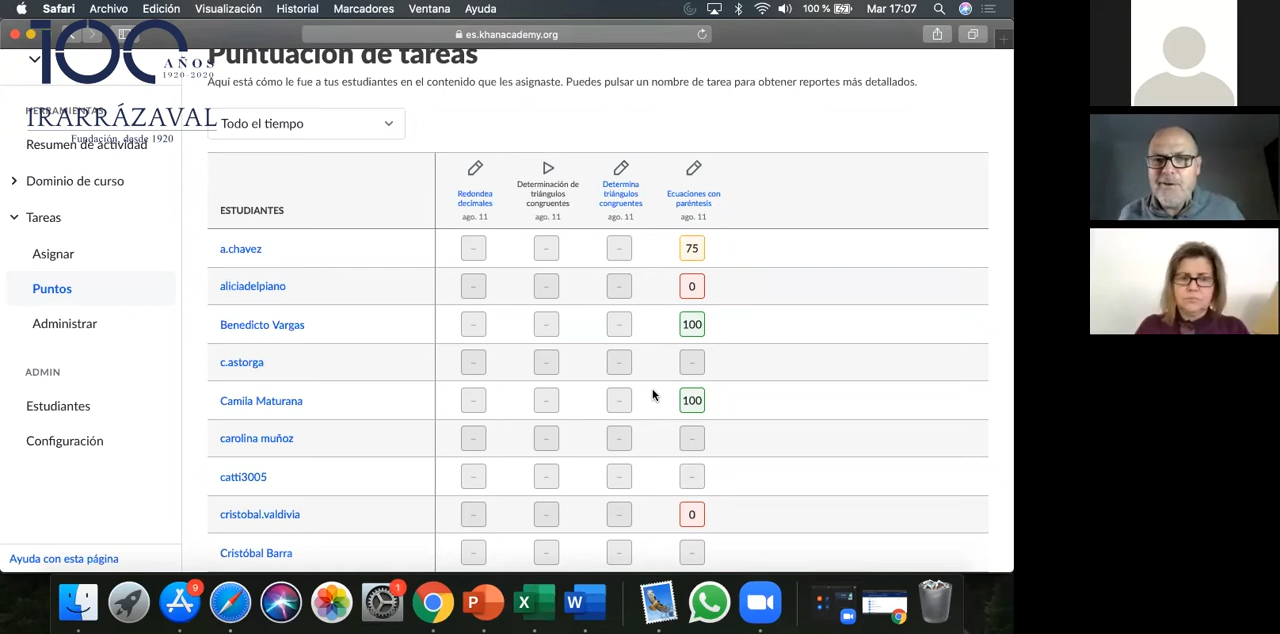 Safari Archivo Edición Visualización Historial Marcadores Ventana Ayuda 100 % Mar 17:07
es.khanacademy.org
100 AÑOS
1920-2020
IRARRÁZAVAL
Fundación, desde 1920
HERRAMIENTAS
Resumen de actividad
Dominio de curso
Tareas
Asignar
Puntos
Administrar
ADMIN
Estudiantes
Configuración
Ayuda con esta página
Puntuación de tareas
Aquí está cómo le fue a tus estudiantes en el contenido que les asignaste. Puedes pulsar un nombre de tarea para obtener reportes más detallados.
Todo el tiempo
ESTUDIANTES
Redondea
decimales
ago. 11
Determinación de
triángulos
congruentes
ago. 11
Determina
triángulos
congruentes
ago. 11
Ecuaciones con
paréntesis
ago. 11
a.chavez – – – 75
aliciadelpiano – – – 0
Benedicto Vargas – – – 100
c.astorga – – – –
Camila Maturana – – – 100
carolina muñoz – – – –
catti3005 – – – –
cristobal.valdivia – – – 0
Cristóbal Barra – – – –
9 1 P X W